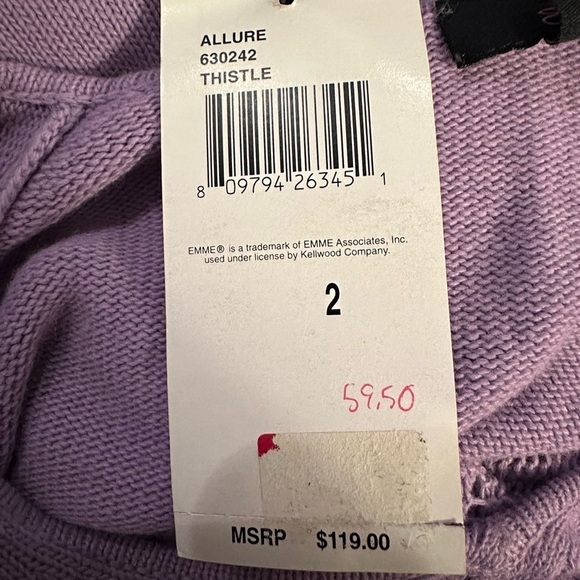 ALLURE
630242
THISTLE
8 09794 26345 1
EMME® is a trademark of EMME Associates, Inc.
used under license by Kellwood Company.
2
59.50
MSRP $119.00